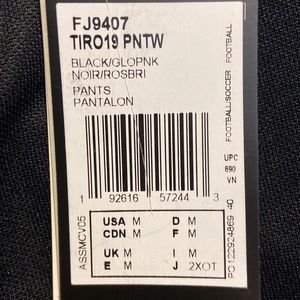 FJ9407
TIRO19 PNTW
BLACK/GLOPNK
NOIR/ROSBRI
PANTS
PANTALON
1 92616 57244 3
USA M D M
CDN M F M
UK M I M
E M J 2XOT
ASSMCV05
FOOTBALL/SOCCER FOOTBALL
UPC
890
VN
PO 122924869 40